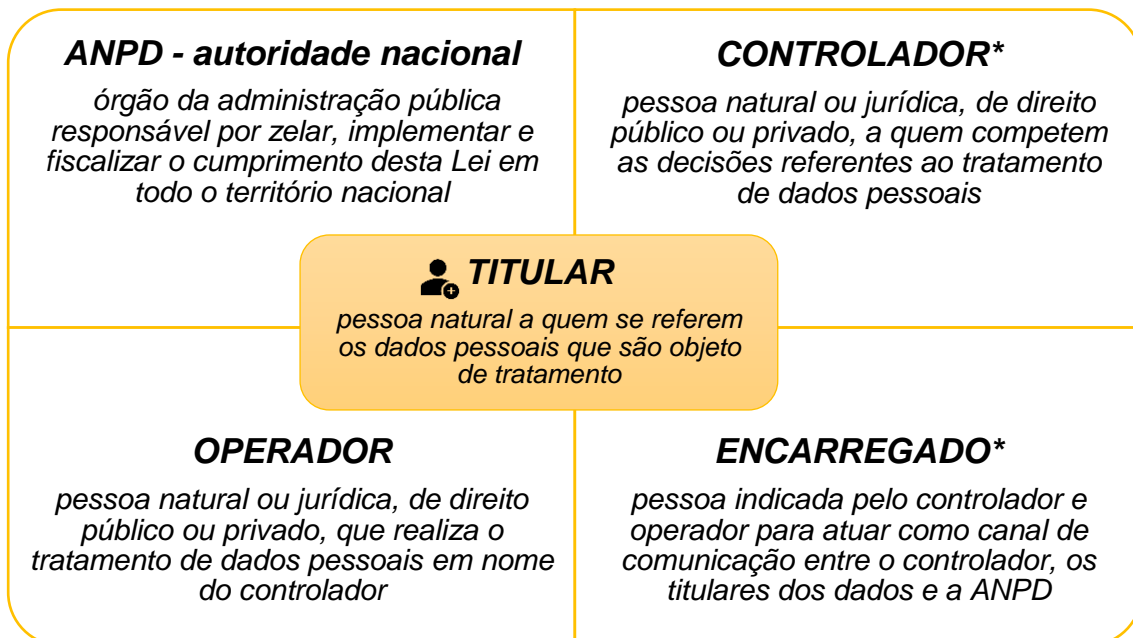 ANPD - autoridade nacional
órgão da administração pública
responsável por zelar, implementar e
fiscalizar o cumprimento desta Lei em
todo o território nacional
CONTROLADOR*
pessoa natural ou jurídica, de direito
público ou privado, a quem competem
as decisões referentes ao tratamento
de dados pessoais
TITULAR
pessoa natural a quem se referem
os dados pessoais que são objeto
de tratamento
OPERADOR
pessoa natural ou jurídica, de direito
público ou privado, que realiza o
tratamento de dados pessoais em nome
do controlador
ENCARREGADO*
pessoa indicada pelo controlador e
operador para atuar como canal de
comunicação entre o controlador, os
titulares dos dados e a ANPD